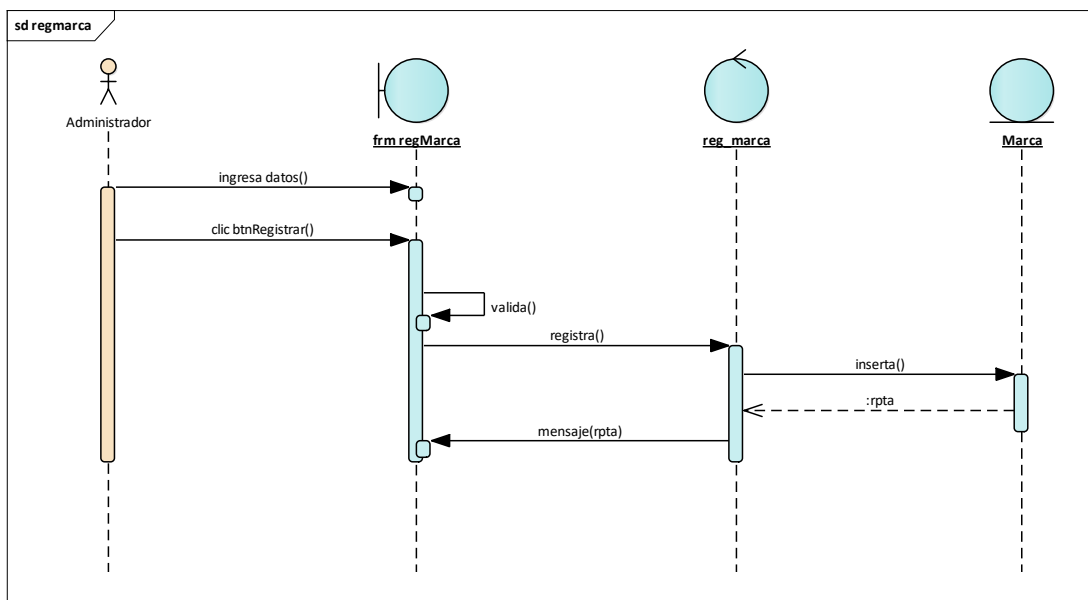 sd regmarca
Administrador
frm regMarca
reg_marca
Marca
ingresa datos()
clic btnRegistrar()
valida()
registra()
inserta()
:rpta
mensaje(rpta)